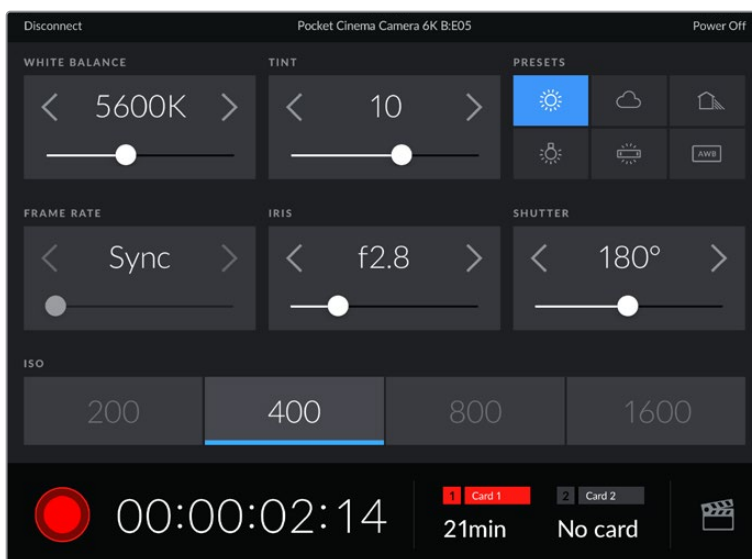 Disconnect Pocket Cinema Camera 6K B:E05 Power Off
WHITE BALANCE TINT PRESETS
5600K 10
AWB
FRAME RATE IRIS SHUTTER
Sync f2.8 180°
ISO
200 400 800 1600
1 Card 1 2 Card 2
00:00:02:14 21min No card